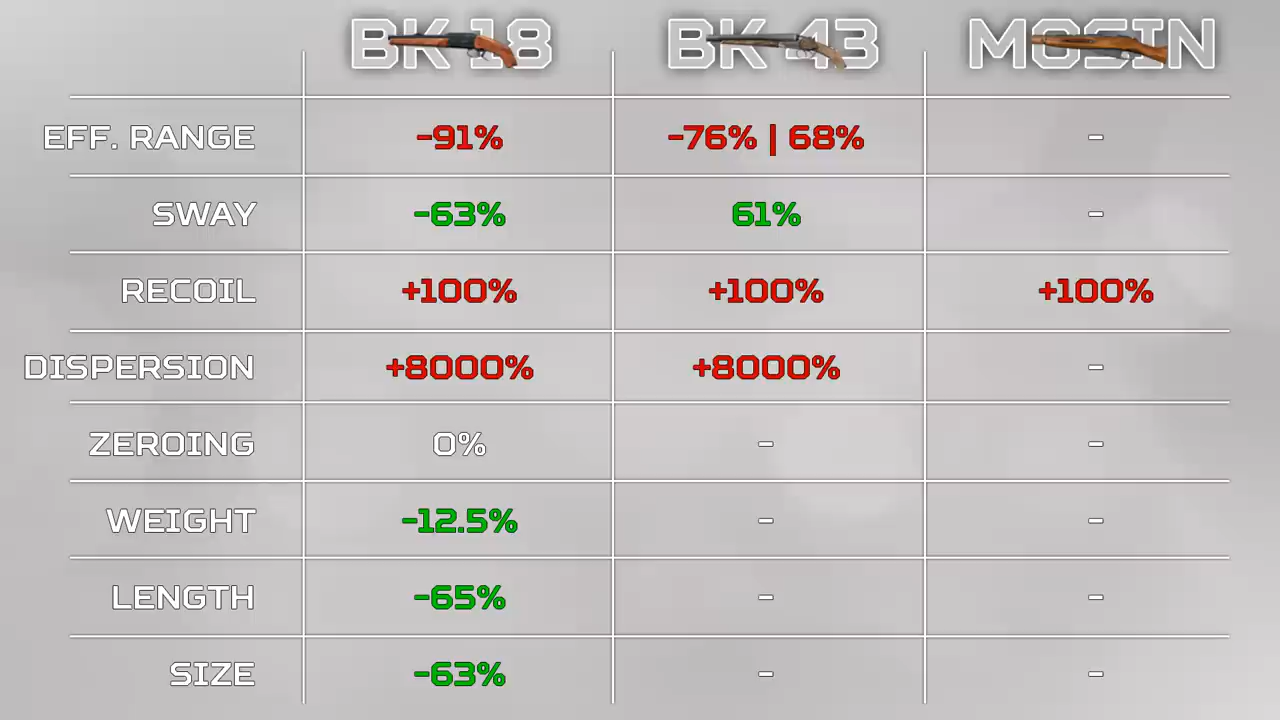 BK-18 BK-43 MOSIN
EFF. RANGE -91% -76% | 68% -
SWAY -63% 61% -
RECOIL +100% +100% +100%
DISPERSION +8000% +8000% -
ZEROING 0% - -
WEIGHT -12.5% - -
LENGTH -65% - -
SIZE -63% - -